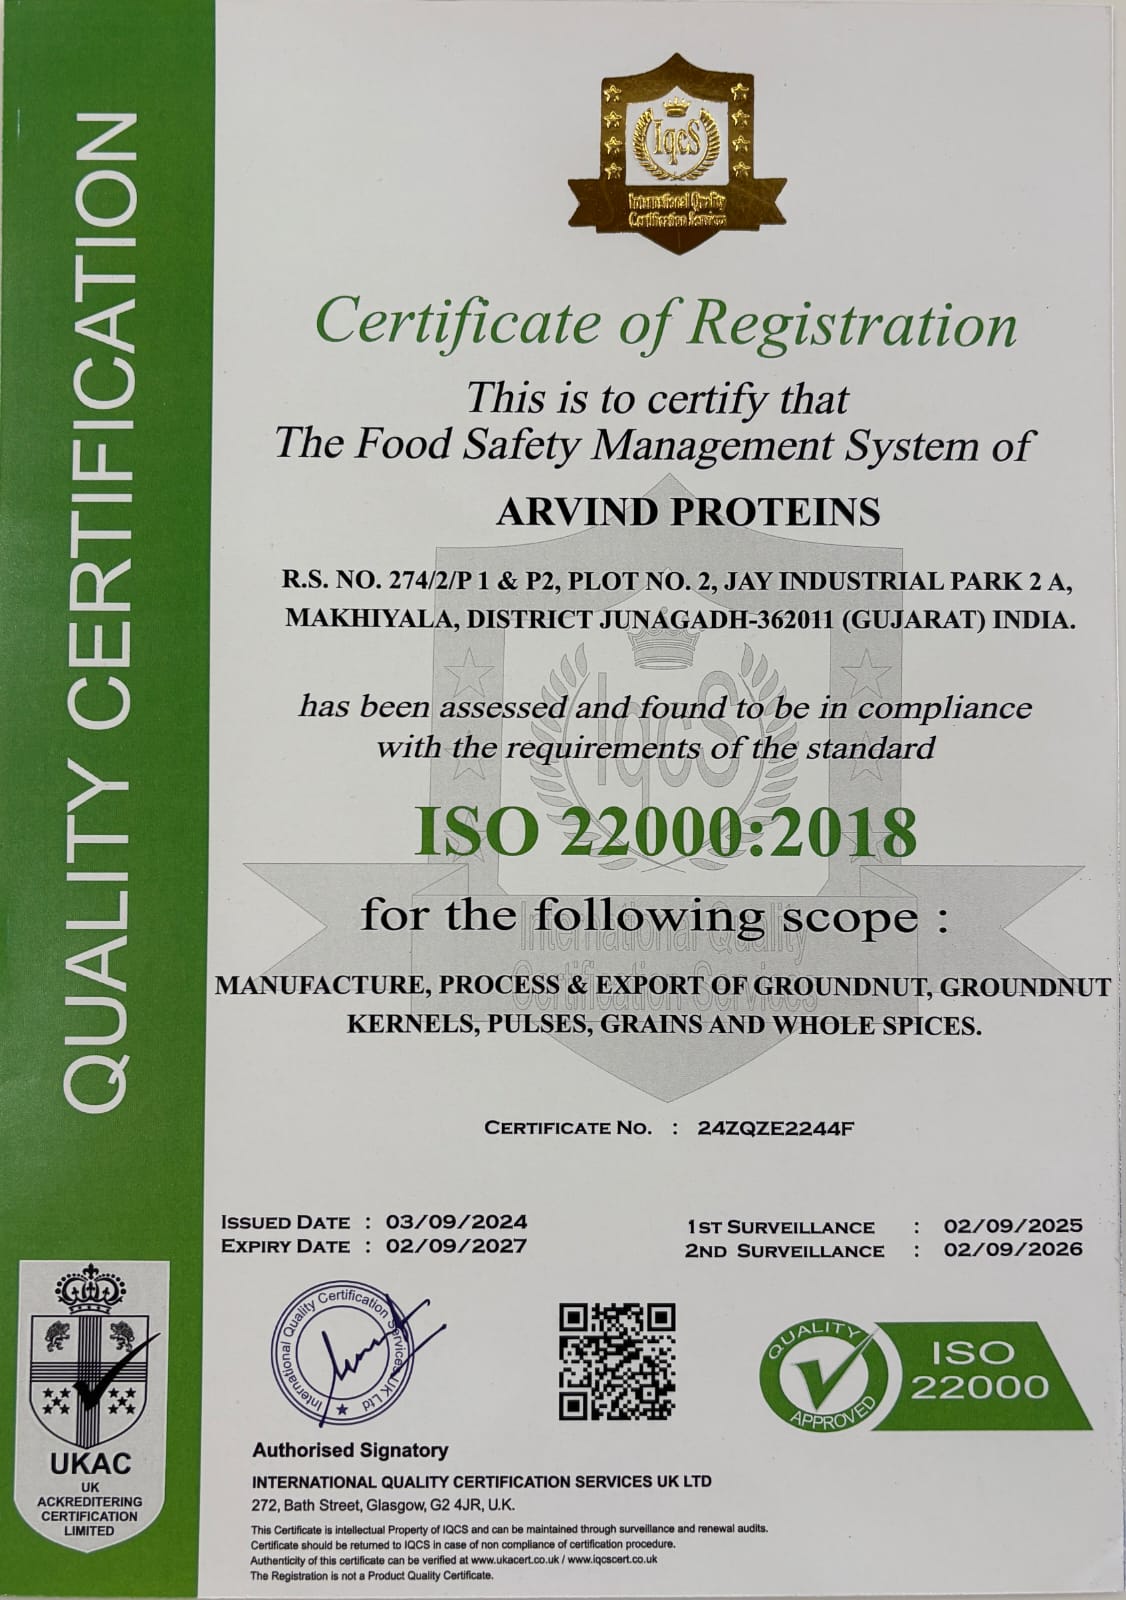 QUALITY CERTIFICATION
IqcS
International Quality
Certification Services
Certificate of Registration
This is to certify that
The Food Safety Management System of
ARVIND PROTEINS
R.S. NO. 274/2/P 1 & P2, PLOT NO. 2, JAY INDUSTRIAL PARK 2 A,
MAKHIYALA, DISTRICT JUNAGADH-362011 (GUJARAT) INDIA.
has been assessed and found to be in compliance
with the requirements of the standard
IqcS
ISO 22000:2018
for the following scope :
International Quality
Certification Services
MANUFACTURE, PROCESS & EXPORT OF GROUNDNUT, GROUNDNUT
KERNELS, PULSES, GRAINS AND WHOLE SPICES.
CERTIFICATE NO. : 24ZQZE2244F
ISSUED DATE : 03/09/2024
EXPIRY DATE : 02/09/2027
1ST SURVEILLANCE : 02/09/2025
2ND SURVEILLANCE : 02/09/2026
International Quality Certification Services UK Ltd
QUALITY
APPROVED
ISO
22000
UKAC
UK
ACKREDITERING
CERTIFICATION
LIMITED
Authorised Signatory
INTERNATIONAL QUALITY CERTIFICATION SERVICES UK LTD
272, Bath Street, Glasgow, G2 4JR, U.K.
This Certificate is intellectual Property of IQCS and can be maintained through surveillance and renewal audits.
Certificate should be returned to IQCS in case of non compliance of certification procedure.
Authenticity of this certificate can be verified at www.ukacert.co.uk / www.iqcscert.co.uk
The Registration is not a Product Quality Certificate.